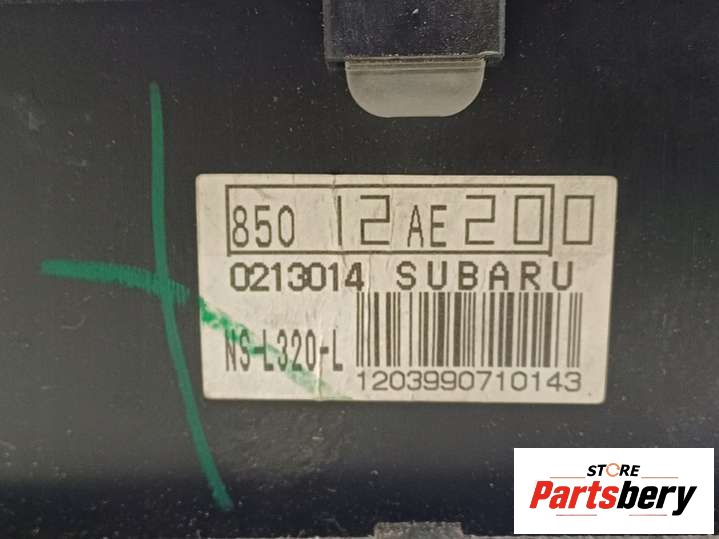 850 12AE200
0213014 SUBARU
NS-L320-L
1203990710143
STORE
Partsbery